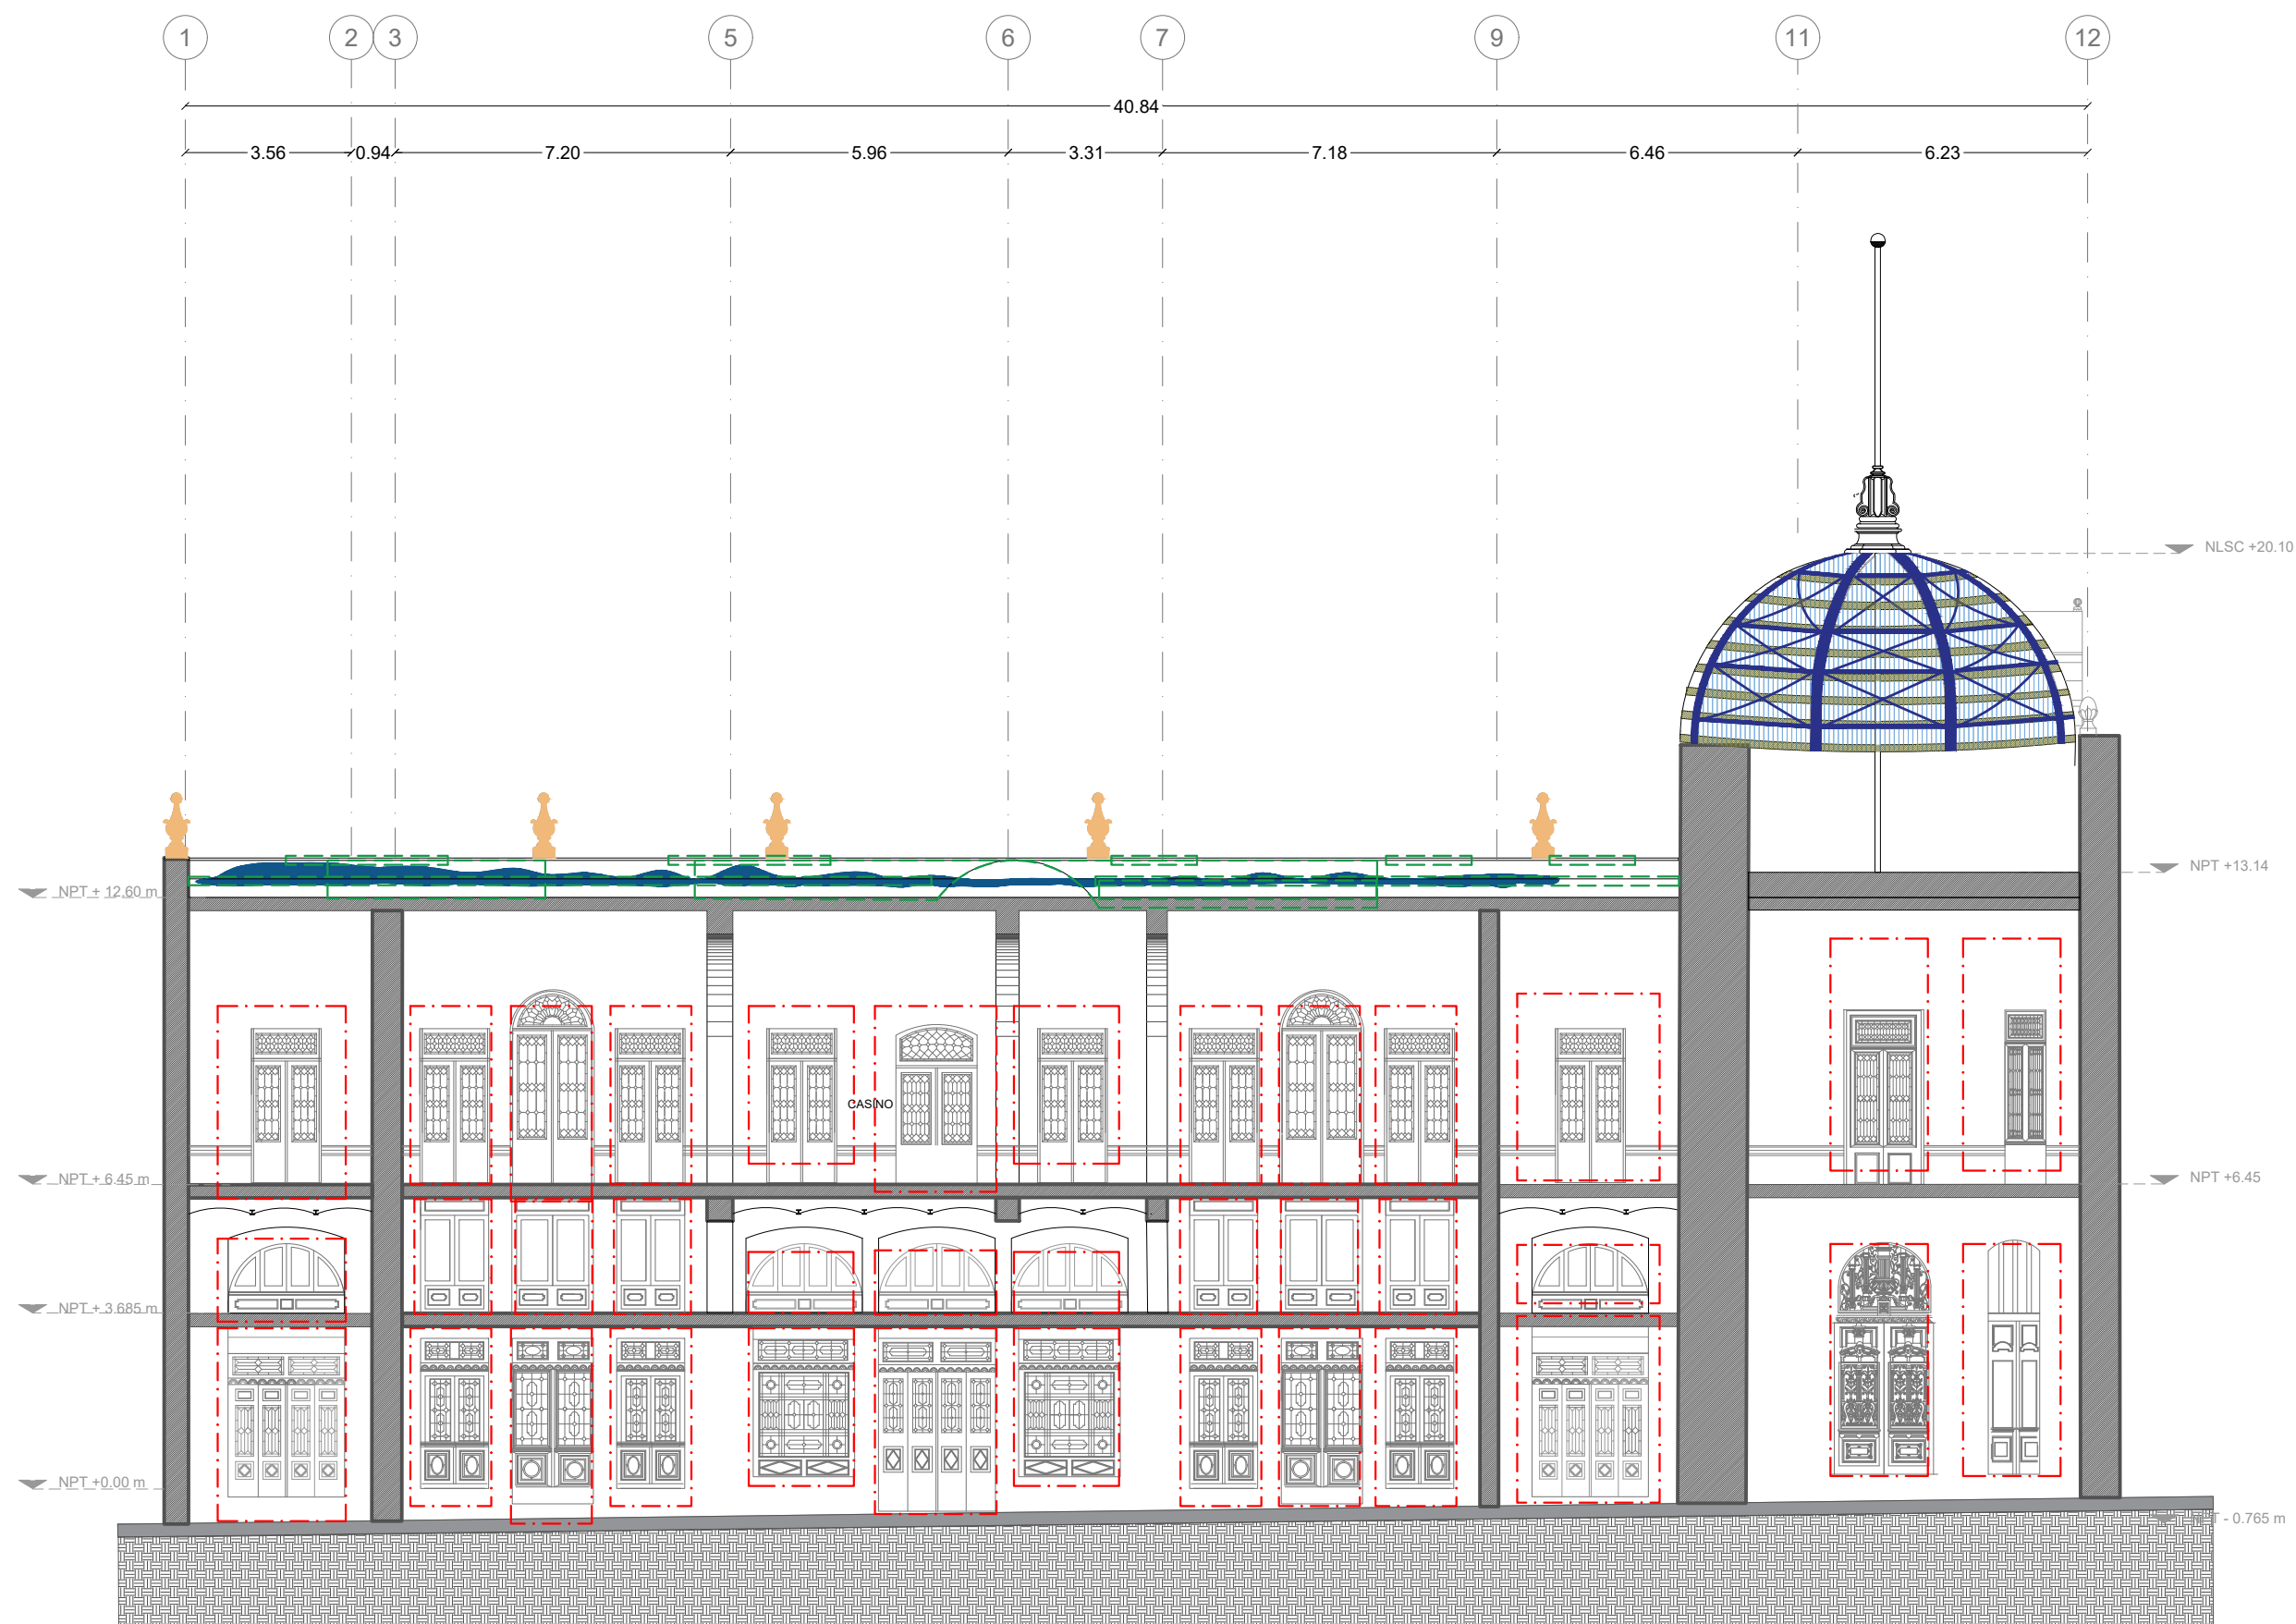 1 2 3 5 6 7 9 11 12
40.84
3.56 0.94 7.20 5.96 3.31 7.18 6.46 6.23
NLSC +20.10
NPT +13.14
NPT + 12.60 m
CASINO
NPT + 6.45 m
NPT +6.45
NPT + 3.685 m
NPT +0.00 m
NPT - 0.765 m